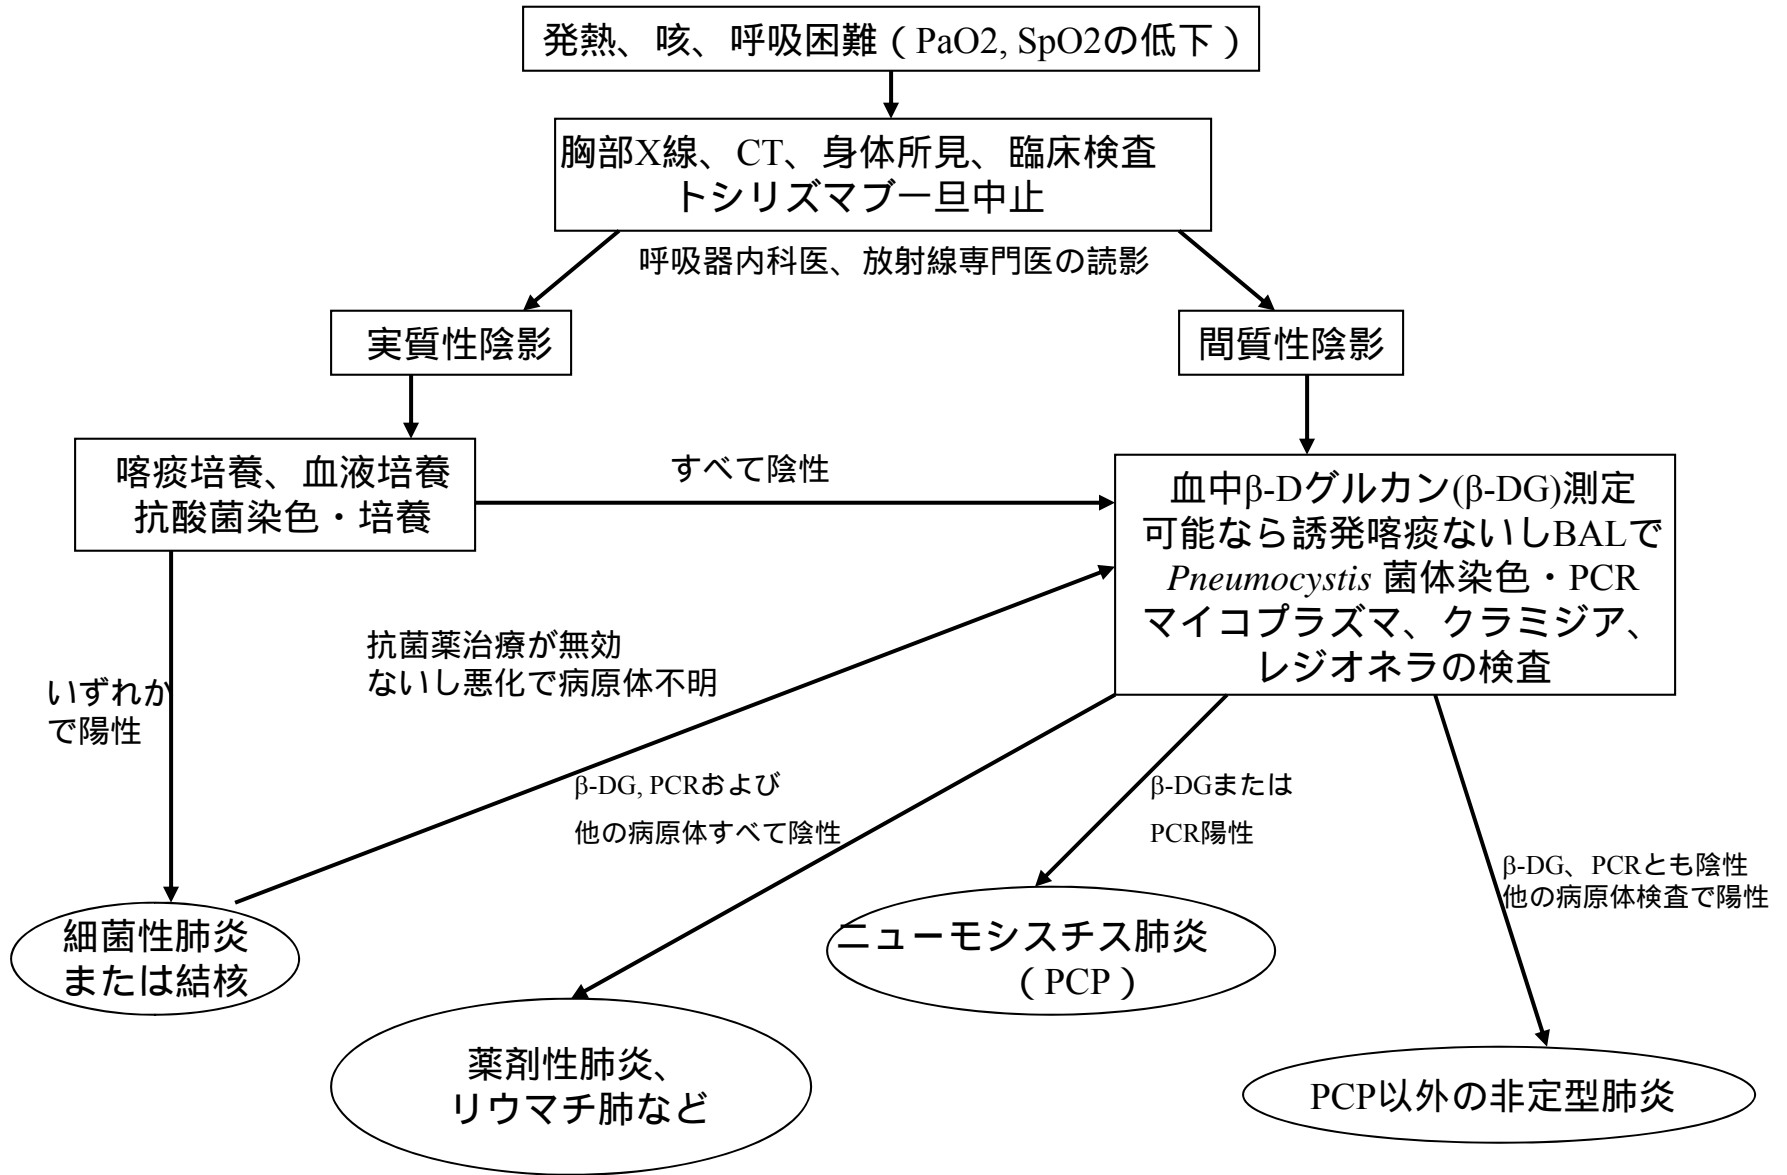 発熱、咳、呼吸困難（PaO2, SpO2の低下）
胸部X線、CT、身体所見、臨床検査
トシリズマブ一旦中止
呼吸器内科医、放射線専門医の読影
実質性陰影
間質性陰影
喀痰培養、血液培養
抗酸菌染色・培養
すべて陰性
血中β-Dグルカン(β-DG)測定
可能なら誘発喀痰ないしBALで
Pneumocystis 菌体染色・PCR
マイコプラズマ、クラミジア、
レジオネラの検査
いずれか
で陽性
抗菌薬治療が無効
ないし悪化で病原体不明
β-DG, PCRおよび
他の病原体すべて陰性
β-DGまたは
PCR陽性
β-DG、PCRとも陰性
他の病原体検査で陽性
細菌性肺炎
または結核
ニューモシスチス肺炎
（PCP）
薬剤性肺炎、
リウマチ肺など
PCP以外の非定型肺炎